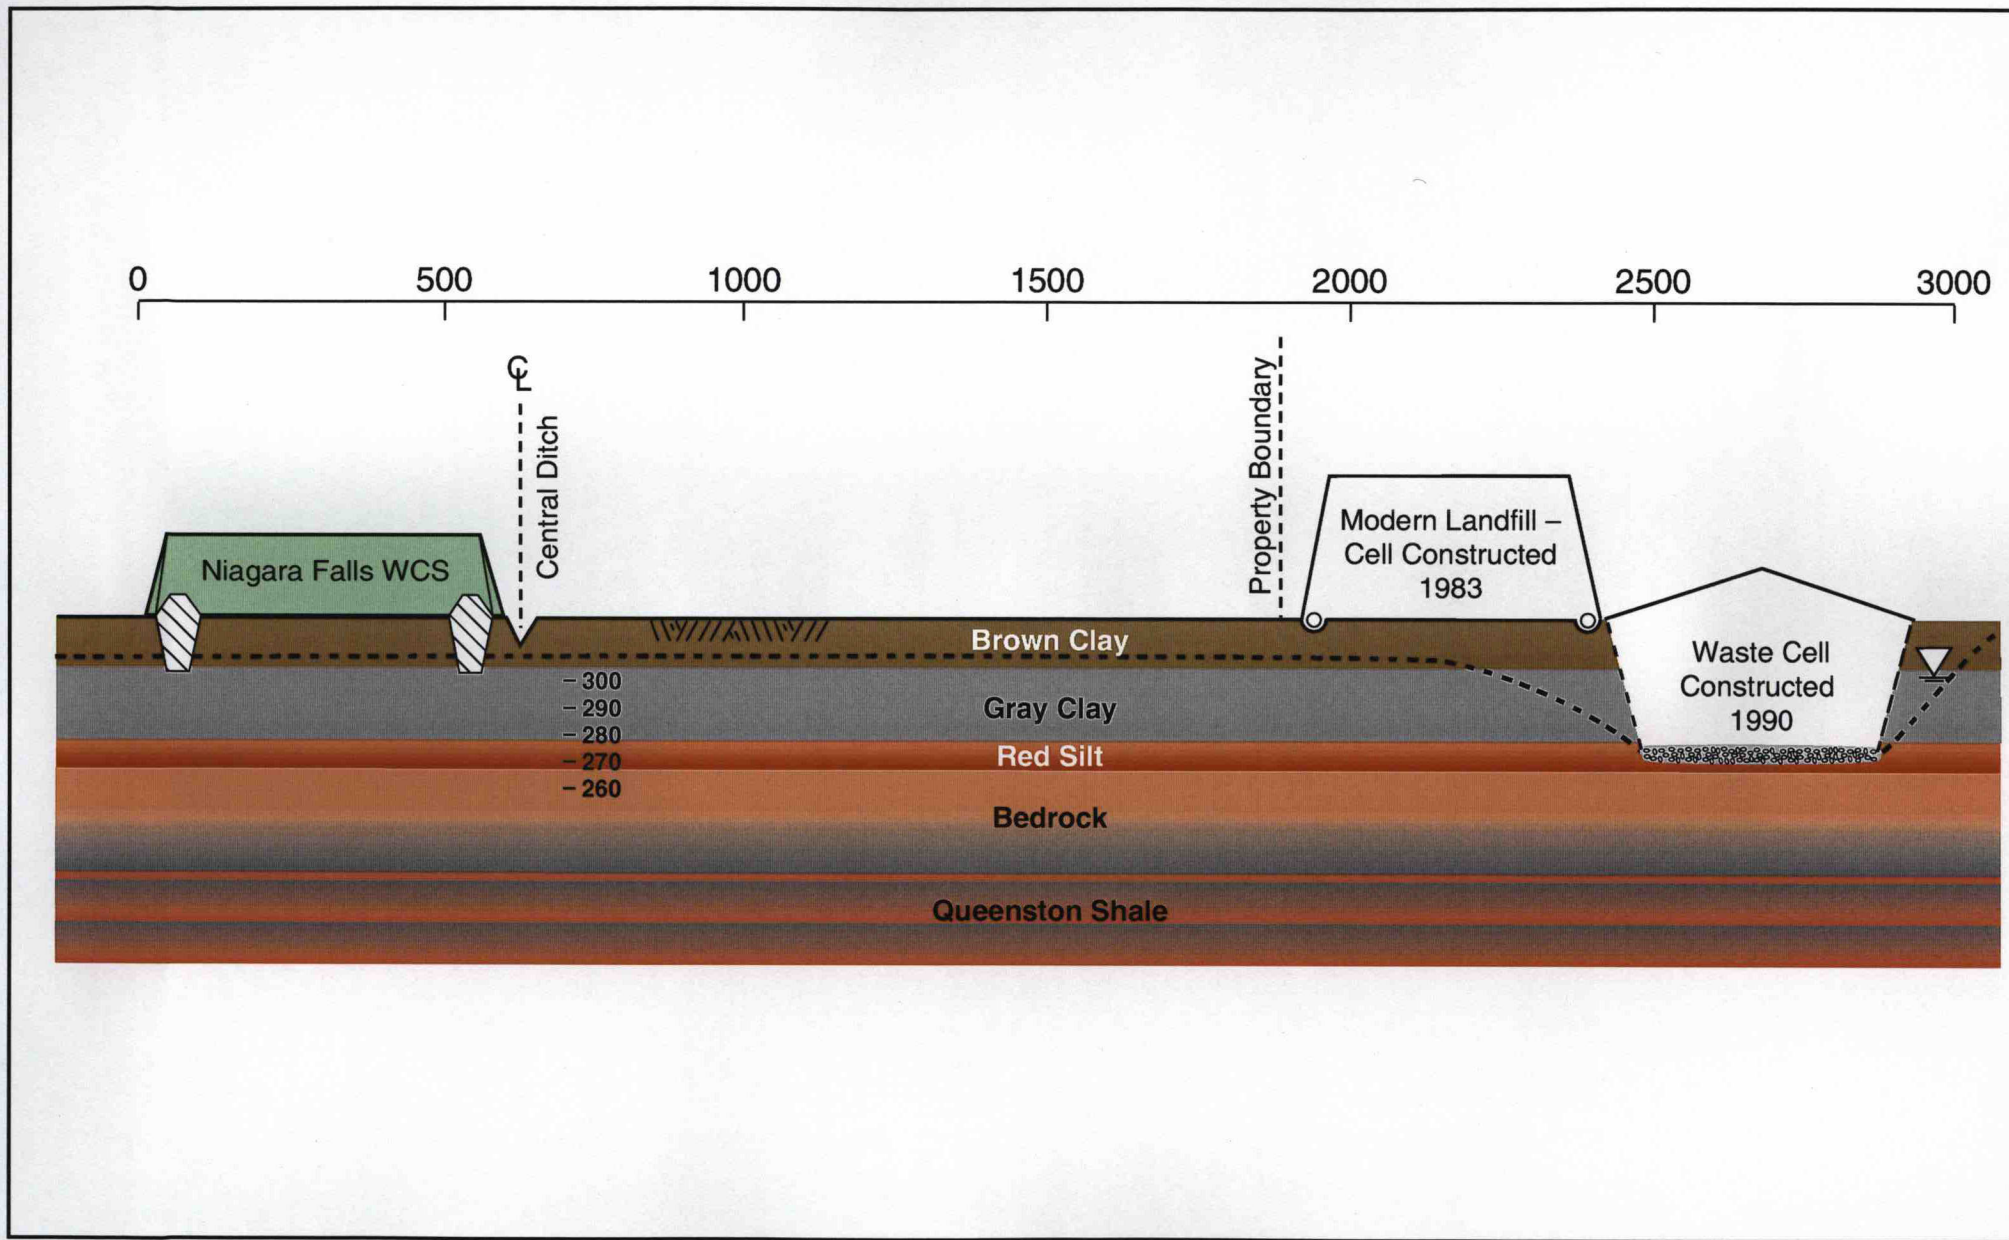 0 500 1000 1500 2000 2500 3000
℄
Central Ditch
Property Boundary
Niagara Falls WCS
Modern Landfill –
Cell Constructed
1983
Waste Cell
Constructed
1990
Brown Clay
– 300
– 290
– 280
– 270
– 260
Gray Clay
Red Silt
Bedrock
Queenston Shale